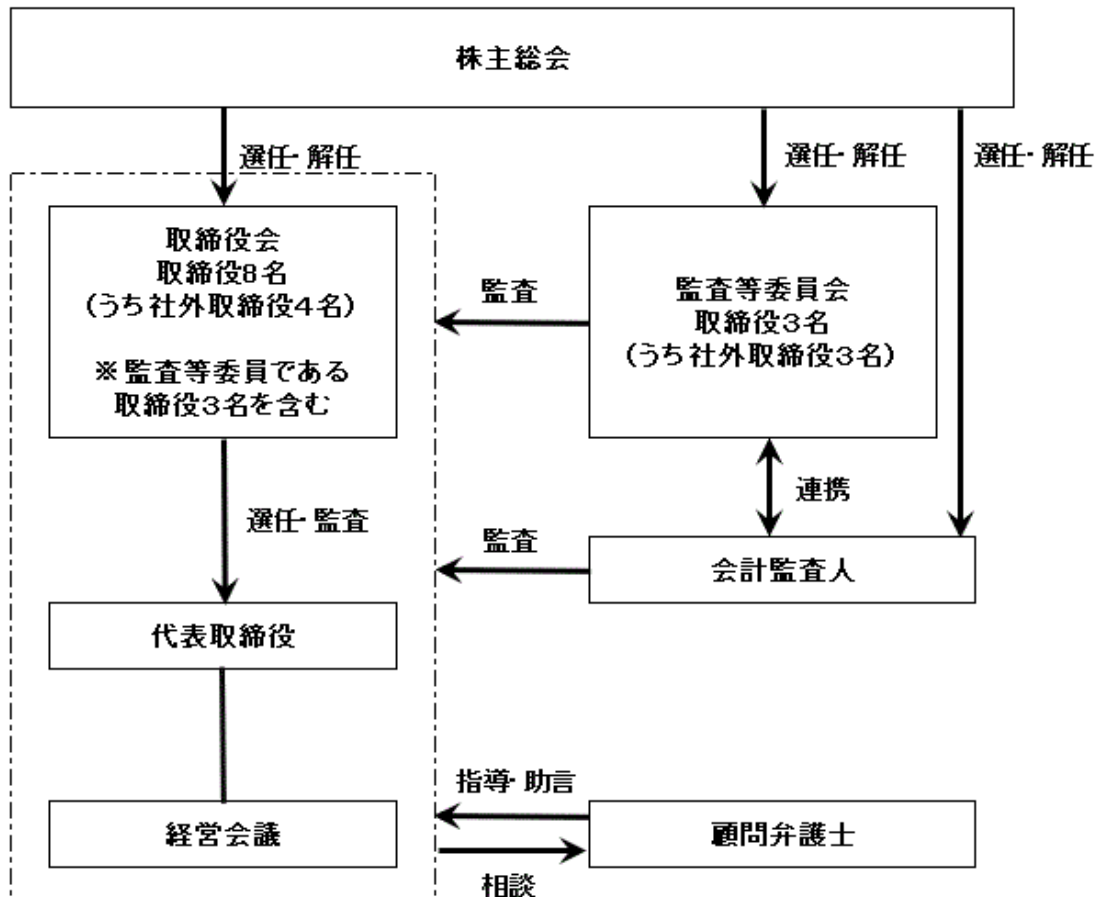 株主総会
選任・解任
選任・解任
選任・解任
取締役会
取締役8名
(うち社外取締役4名)
※監査等委員である
取締役3名を含む
監査
監査等委員会
取締役3名
(うち社外取締役3名)
連携
選任・監査
監査
会計監査人
代表取締役
指導・助言
経営会議
顧問弁護士
相談